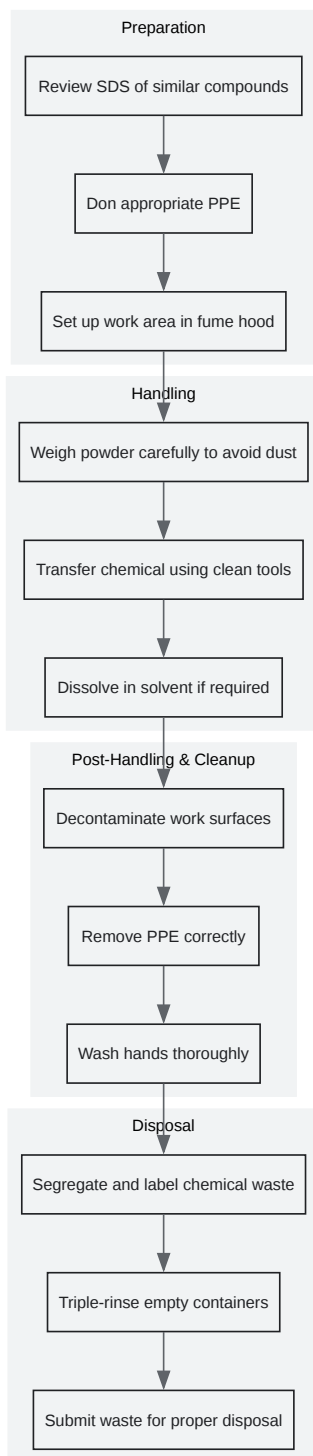 Preparation
Review SDS of similar compounds
Don appropriate PPE
Set up work area in fume hood
Handling
Weigh powder carefully to avoid dust
Transfer chemical using clean tools
Dissolve in solvent if required
Post-Handling & Cleanup
Decontaminate work surfaces
Remove PPE correctly
Wash hands thoroughly
Disposal
Segregate and label chemical waste
Triple-rinse empty containers
Submit waste for proper disposal